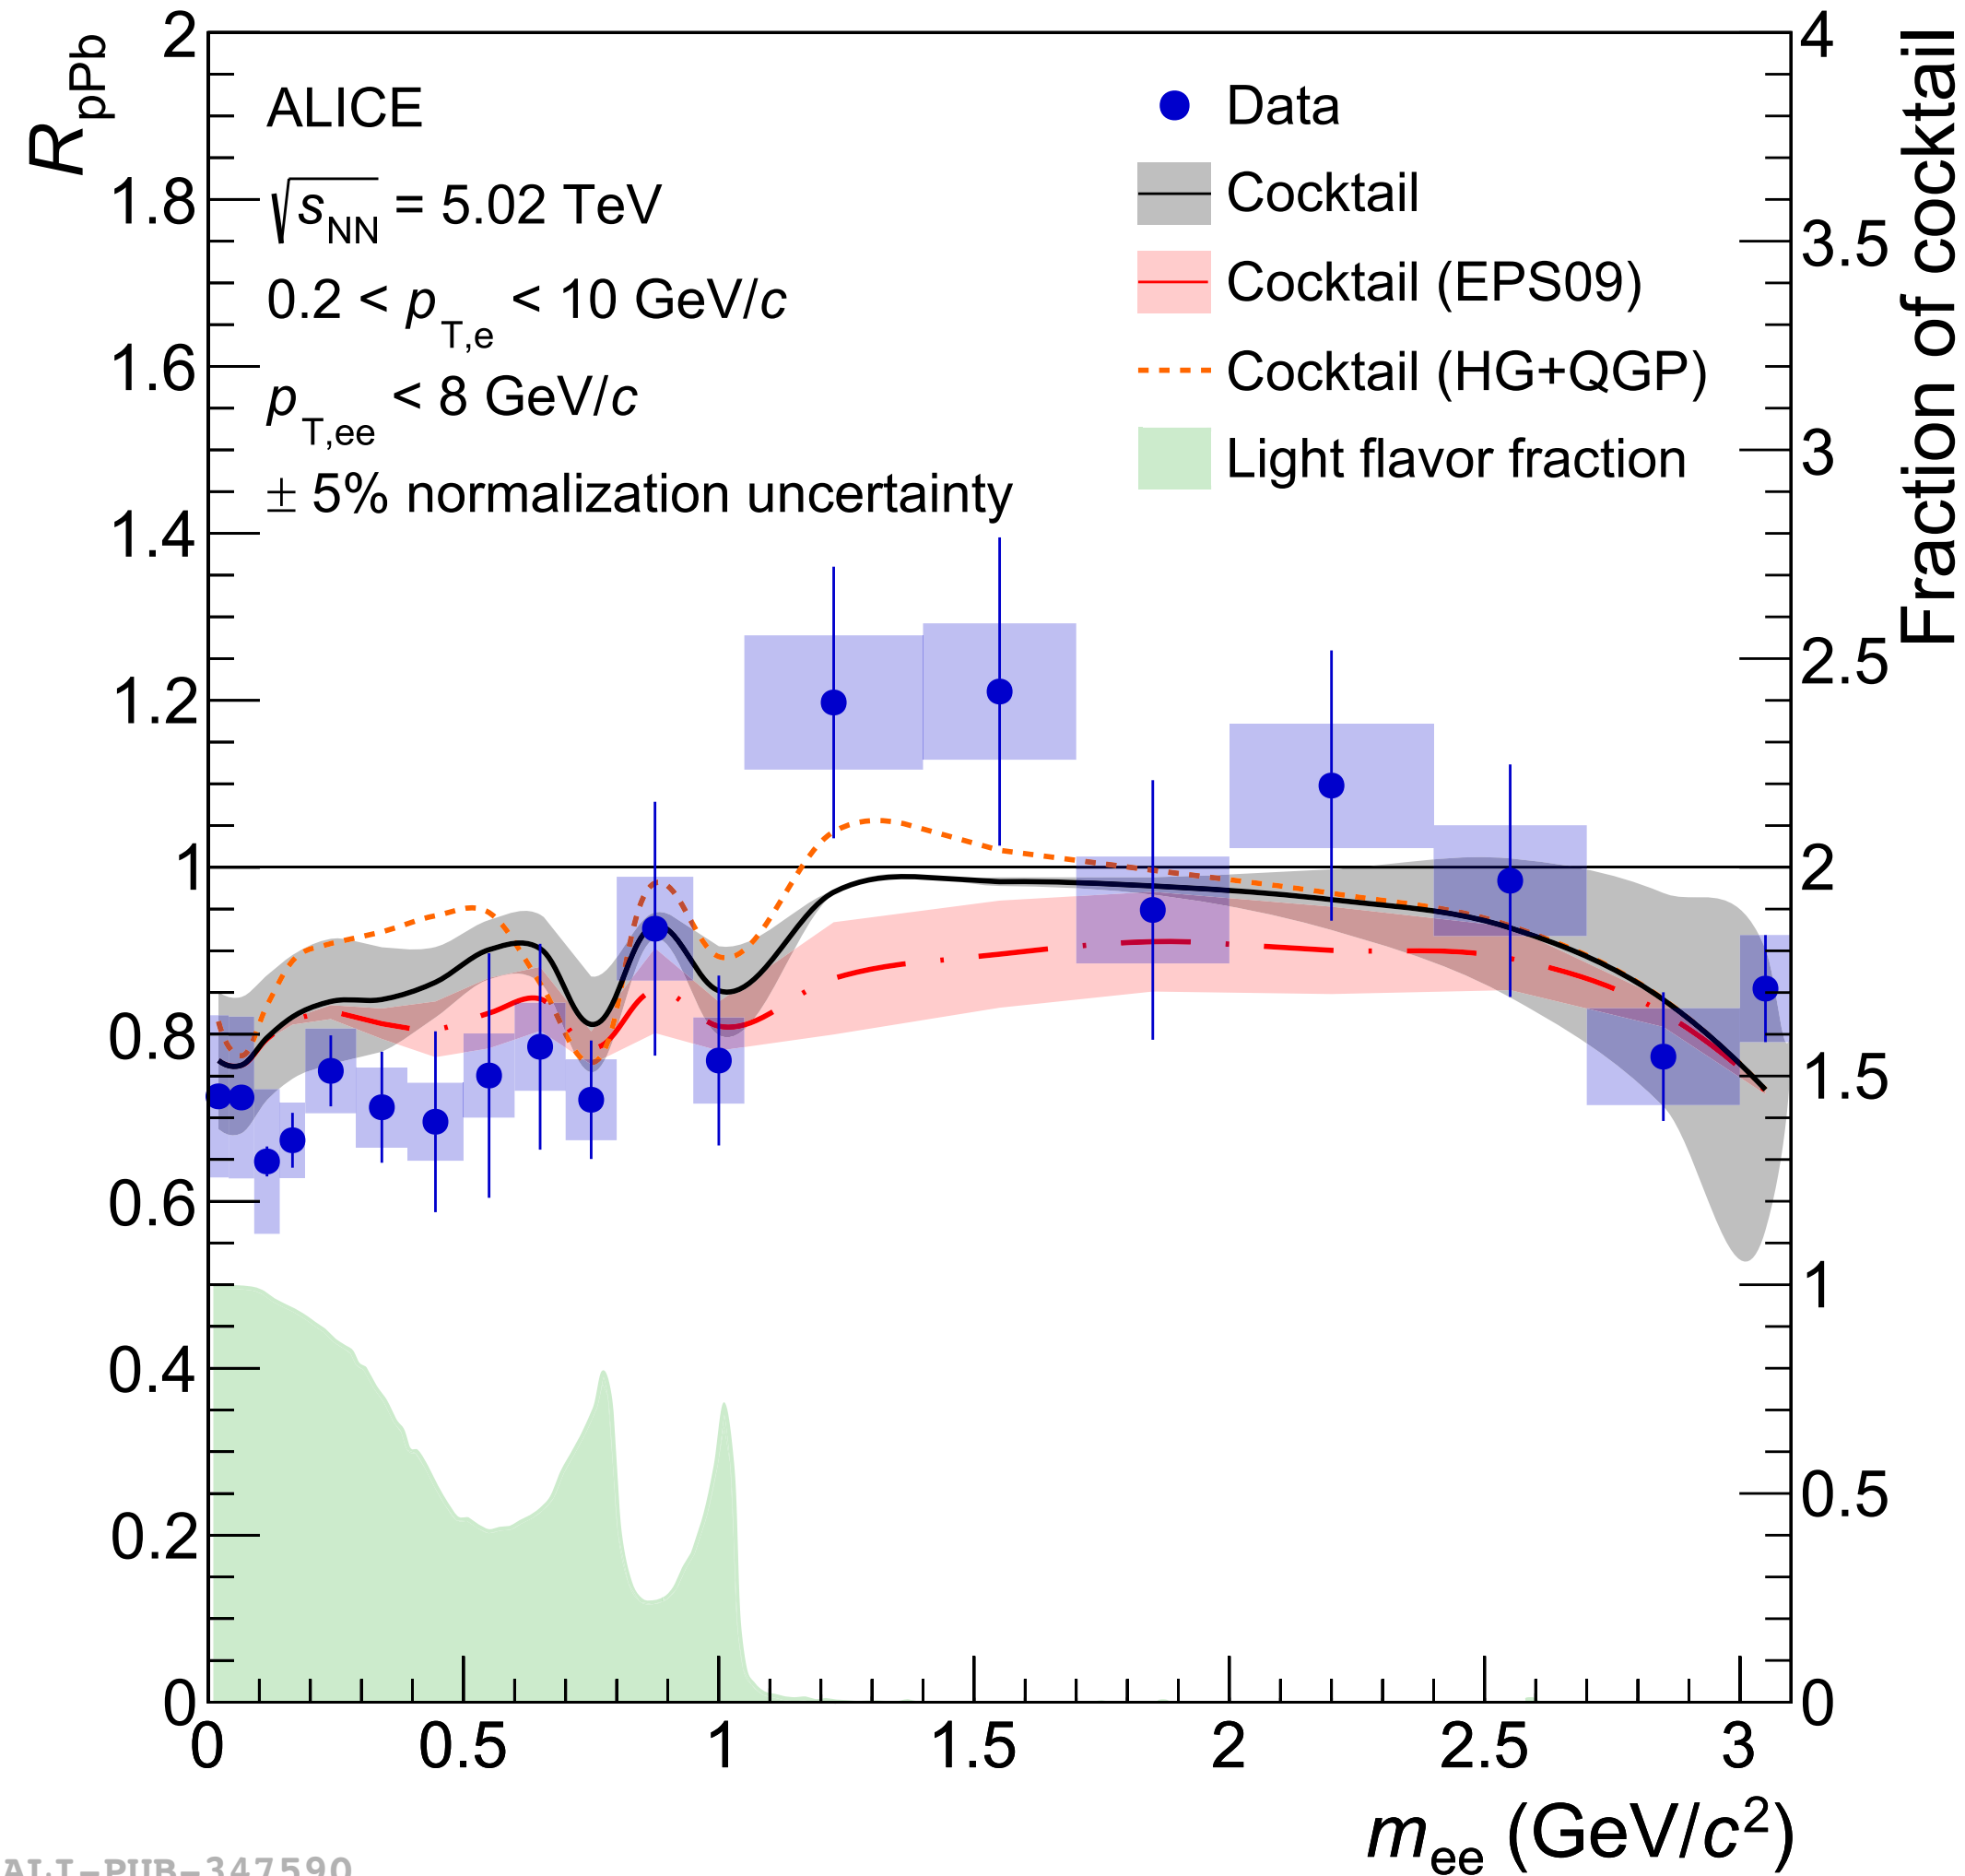 R_pPb
Fraction of cocktail
ALICE
√s_NN = 5.02 TeV
0.2 < p_T,e < 10 GeV/c
p_T,ee < 8 GeV/c
± 5% normalization uncertainty
Data
Cocktail
Cocktail (EPS09)
Cocktail (HG+QGP)
Light flavor fraction
2
1.8
1.6
1.4
1.2
1
0.8
0.6
0.4
0.2
0
4
3.5
3
2.5
2
1.5
1
0.5
0
0 0.5 1 1.5 2 2.5 3
m_ee (GeV/c²)
ALI-PUB-347590